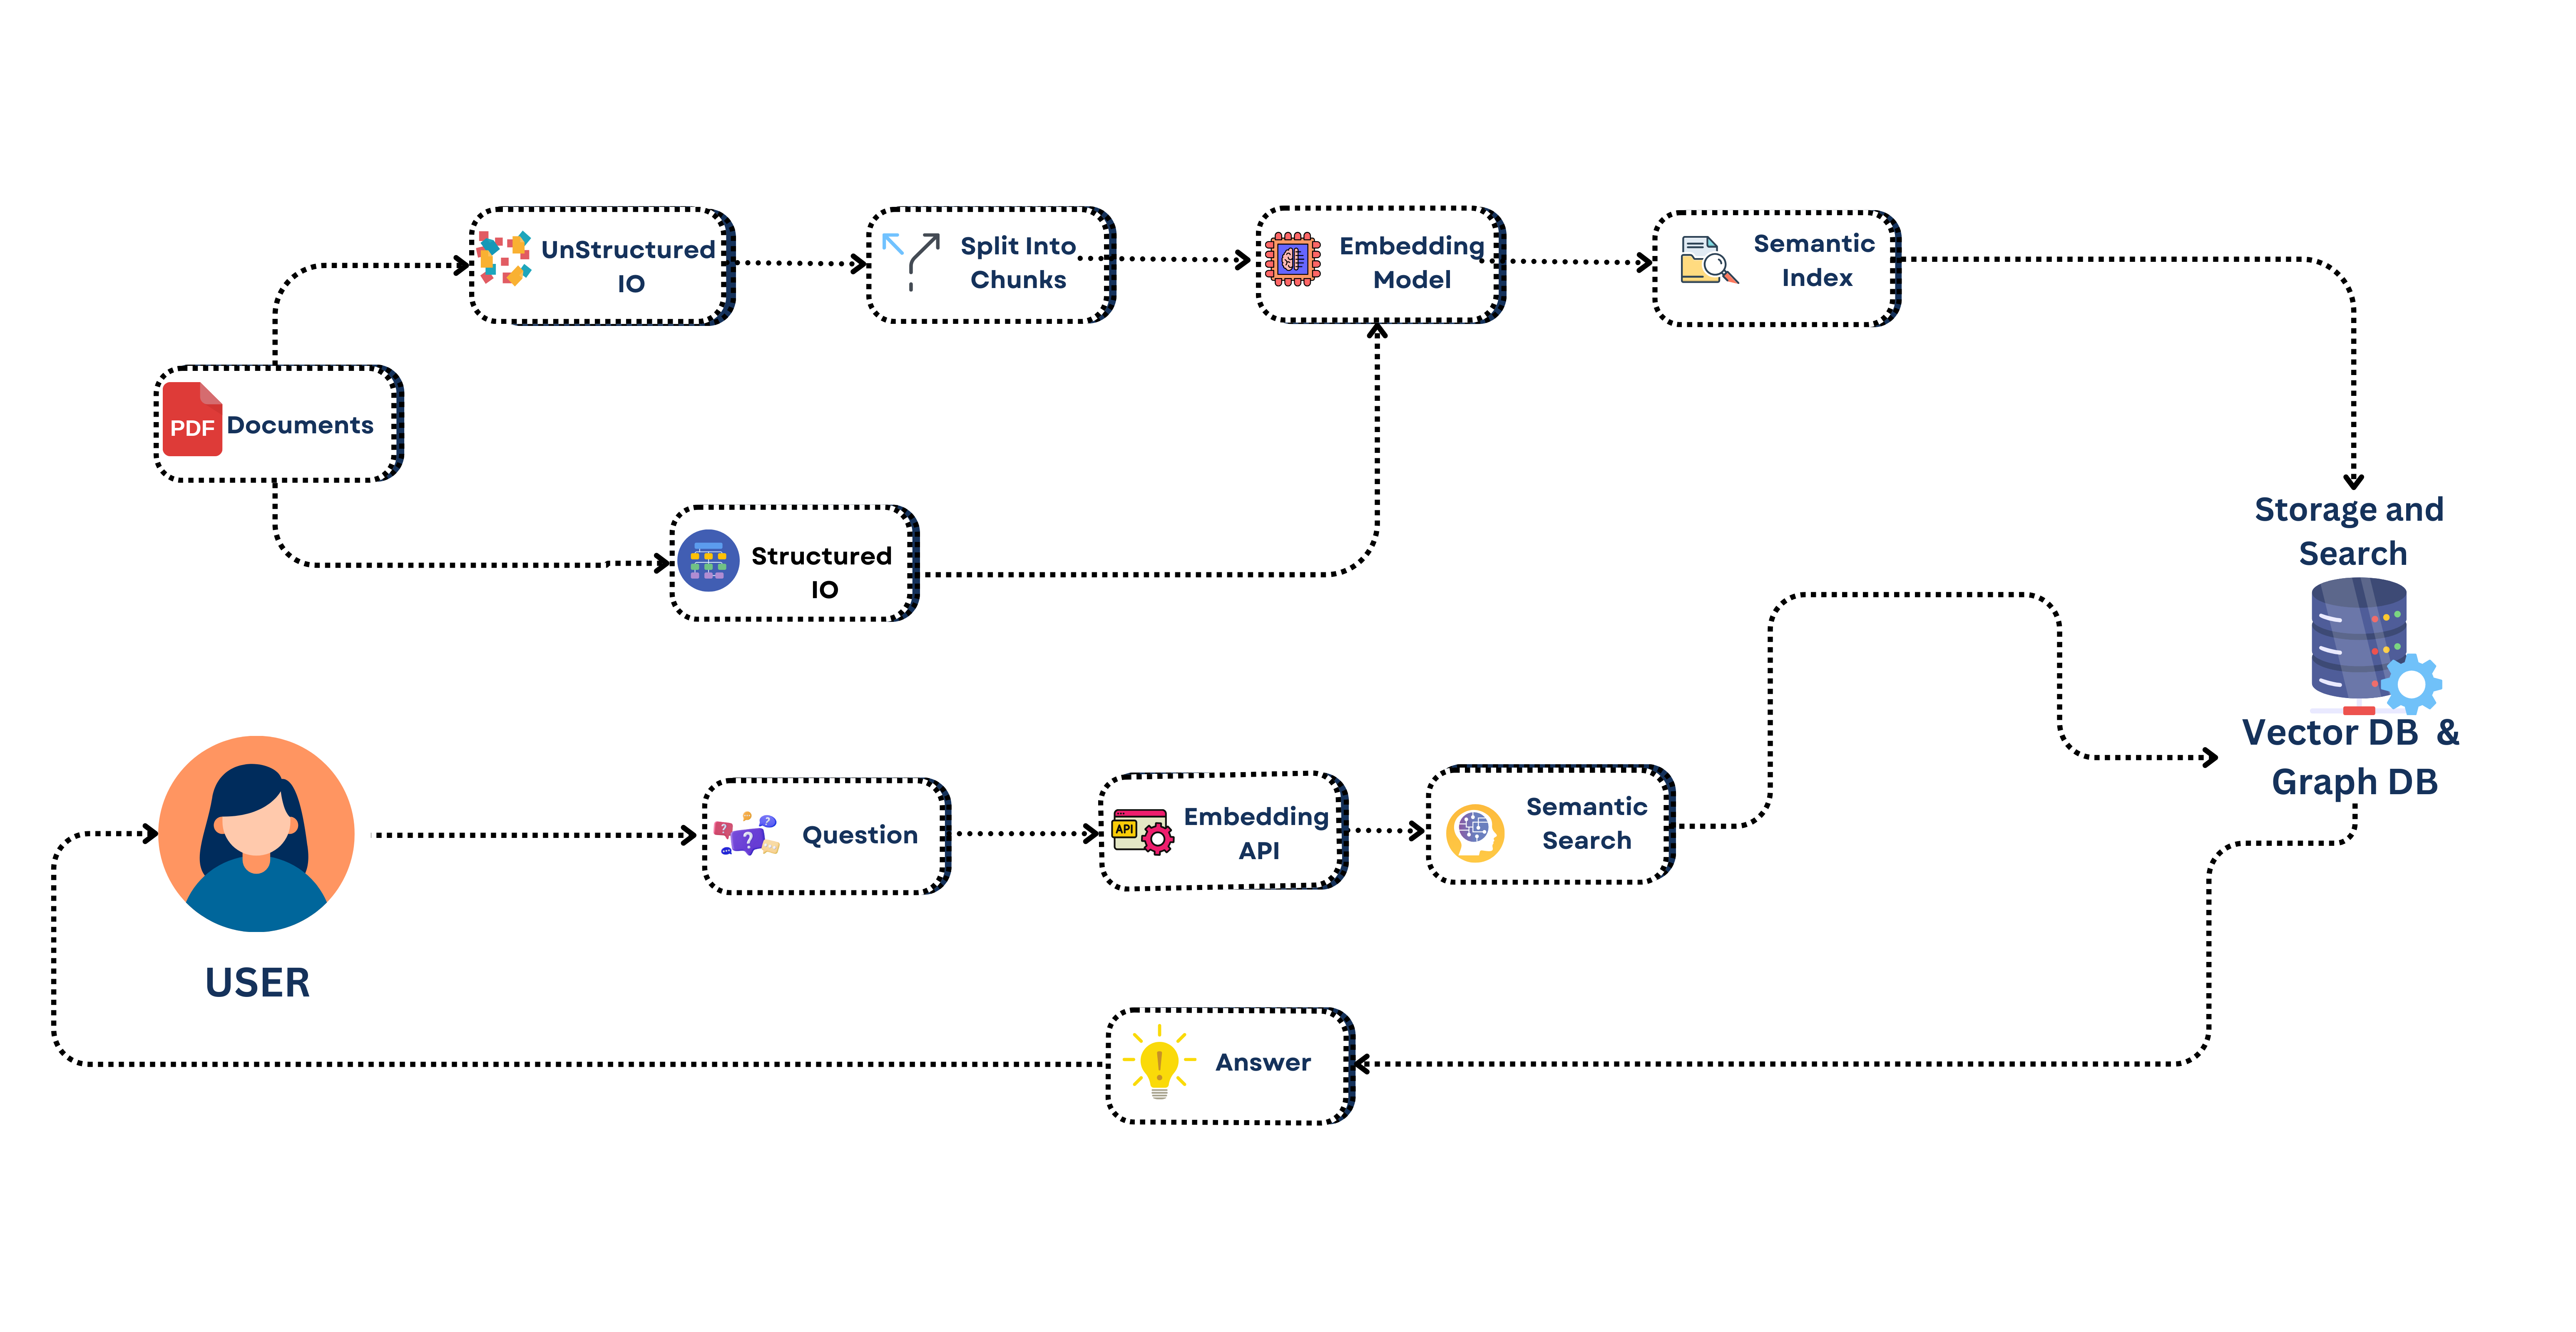 UnStructured
IO
Split Into
Chunks
Embedding
Model
Semantic
Index
PDF
Documents
Structured
IO
Storage and
Search
Vector DB &
Graph DB
USER
?
?
?
Question
API
Embedding
API
Semantic
Search
!
Answer